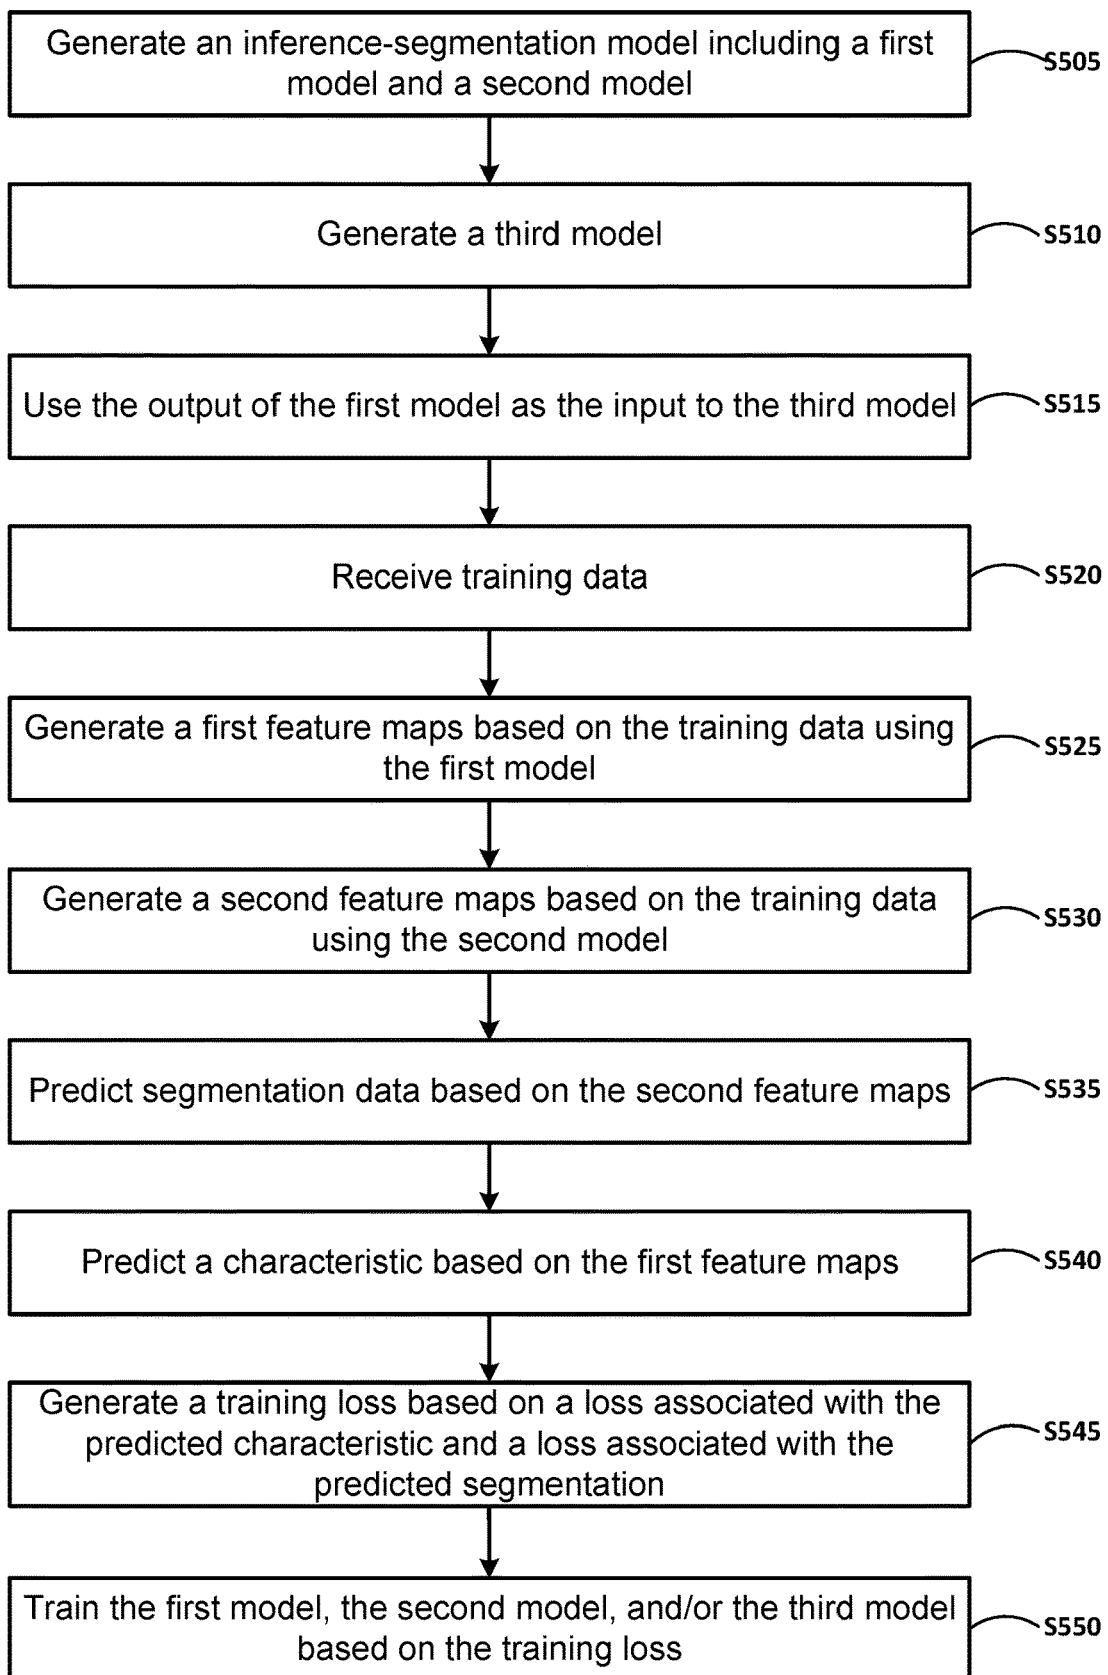 Generate an inference-segmentation model including a first
model and a second model
S505
Generate a third model
S510
Use the output of the first model as the input to the third model
S515
Receive training data
S520
Generate a first feature maps based on the training data using
the first model
S525
Generate a second feature maps based on the training data
using the second model
S530
Predict segmentation data based on the second feature maps
S535
Predict a characteristic based on the first feature maps
S540
Generate a training loss based on a loss associated with the
predicted characteristic and a loss associated with the
predicted segmentation
S545
Train the first model, the second model, and/or the third model
based on the training loss
S550